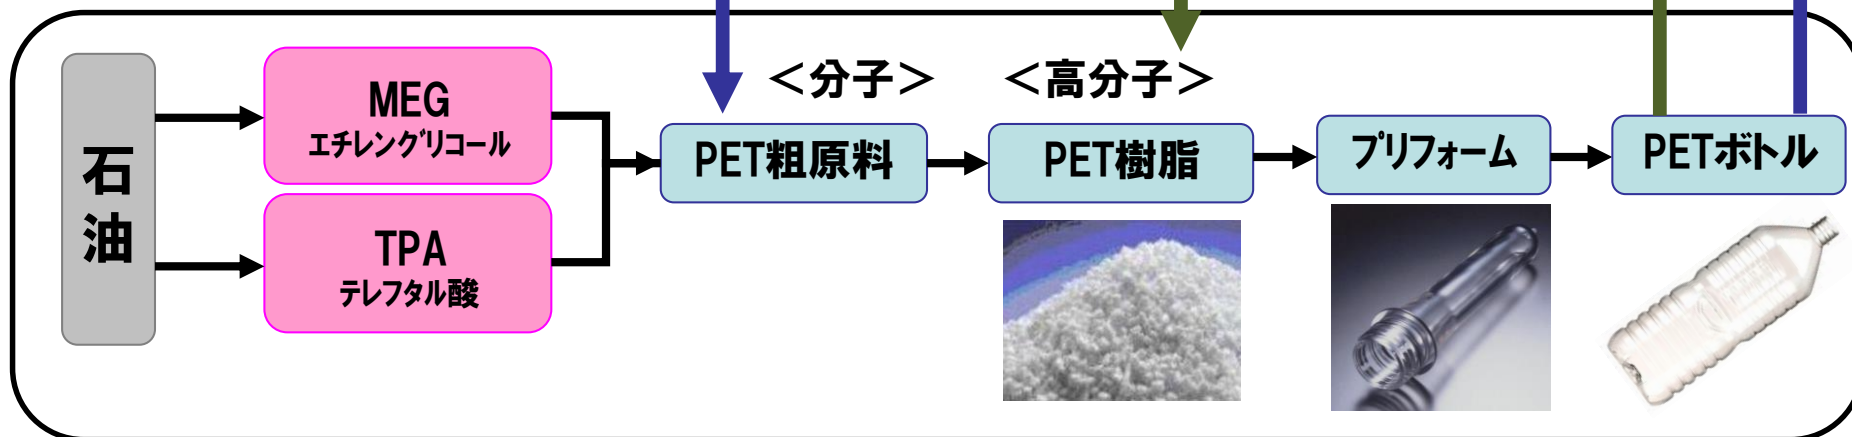 石油
MEG
エチレングリコール
TPA
テレフタル酸
＜分子＞
PET粗原料
＜高分子＞
PET樹脂
プリフォーム
PETボトル